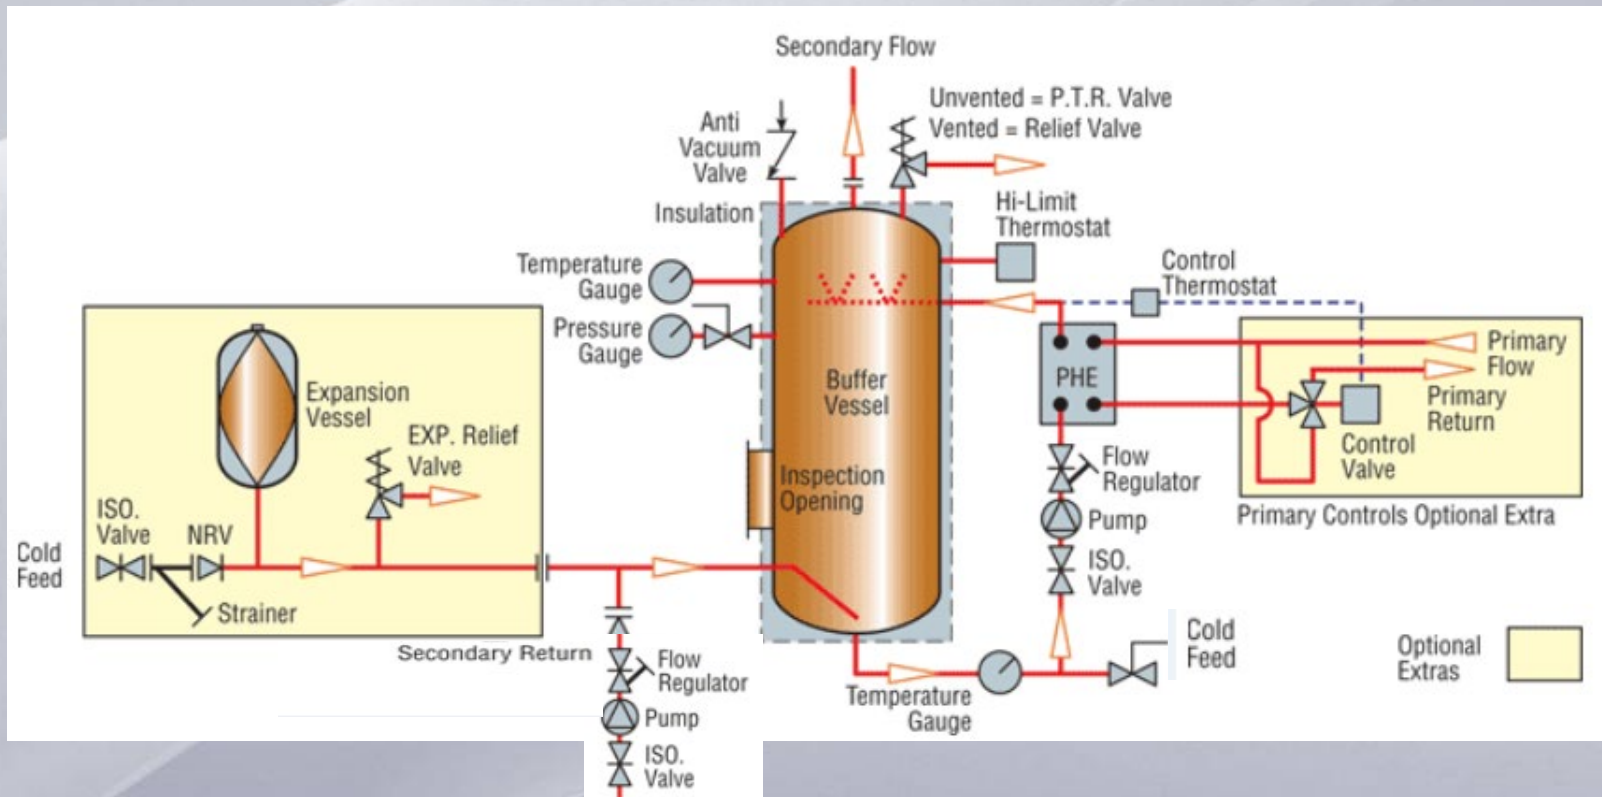 Secondary Flow
Unvented = P.T.R. Valve
Vented = Relief Valve
Anti
Vacuum
Valve
Insulation
Hi-Limit
Thermostat
Temperature
Gauge
Control
Thermostat
Pressure
Gauge
Primary
Flow
Primary
Return
PHE
Buffer
Vessel
Expansion
Vessel
EXP. Relief
Valve
Control
Valve
Flow
Regulator
Inspection
Opening
ISO.
Valve
NRV
Pump
Primary Controls Optional Extra
Cold
Feed
ISO.
Valve
Strainer
Secondary Return
Flow
Regulator
Cold
Feed
Optional
Extras
Temperature
Gauge
Pump
ISO.
Valve